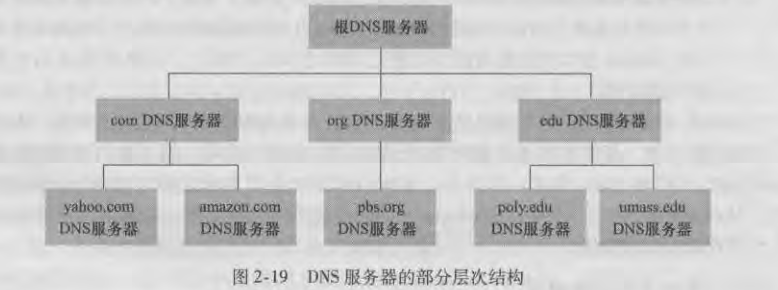 根DNS服务器
com DNS服务器
org DNS服务器
edu DNS服务器
yahoo.com
DNS服务器
amazon.com
DNS服务器
pbs.org
DNS服务器
poly.edu
DNS服务器
umass.edu
DNS服务器
图 2-19 DNS 服务器的部分层次结构